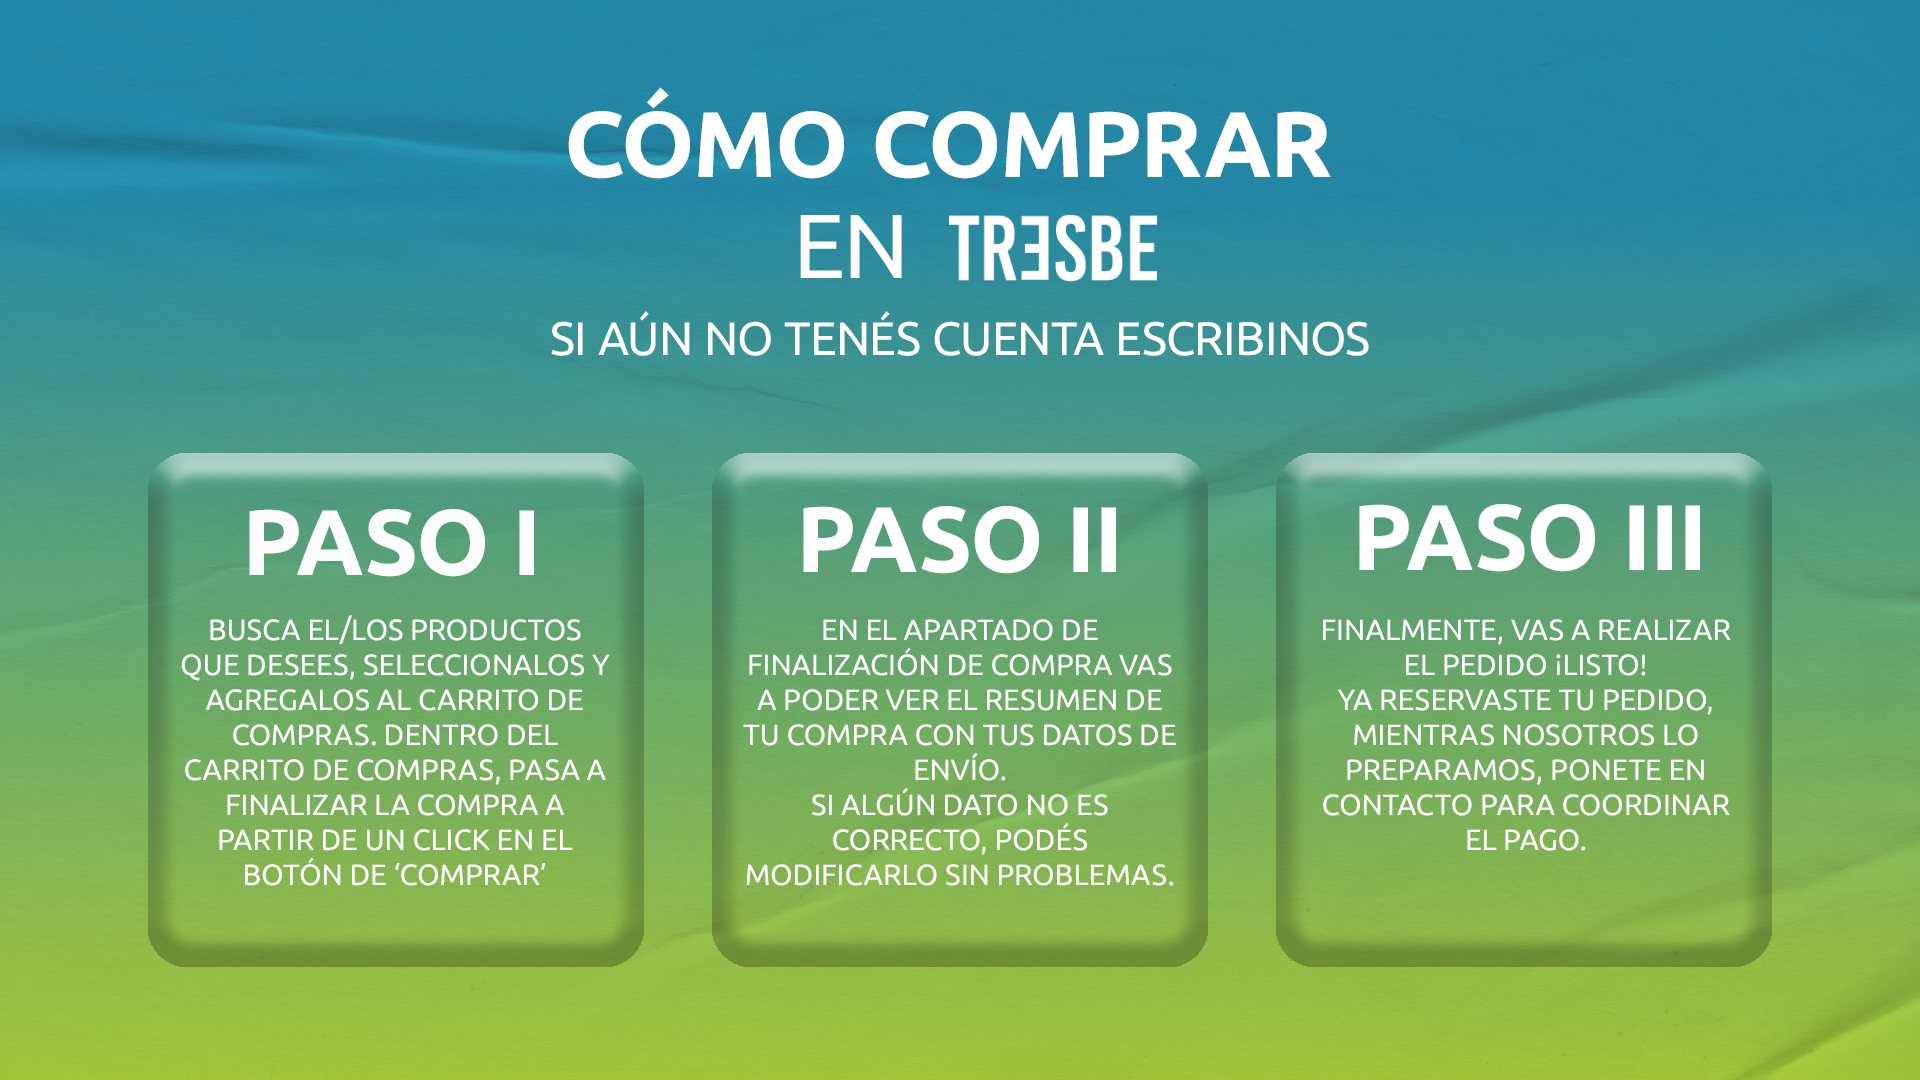 CÓMO COMPRAR
EN TRESBE
SI AÚN NO TENÉS CUENTA ESCRIBINOS
PASO I
BUSCA EL/LOS PRODUCTOS
QUE DESEES, SELECCIONALOS Y
AGREGALOS AL CARRITO DE
COMPRAS. DENTRO DEL
CARRITO DE COMPRAS, PASA A
FINALIZAR LA COMPRA A
PARTIR DE UN CLICK EN EL
BOTÓN DE ‘COMPRAR’
PASO II
EN EL APARTADO DE
FINALIZACIÓN DE COMPRA VAS
A PODER VER EL RESUMEN DE
TU COMPRA CON TUS DATOS DE
ENVÍO.
SI ALGÚN DATO NO ES
CORRECTO, PODÉS
MODIFICARLO SIN PROBLEMAS.
PASO III
FINALMENTE, VAS A REALIZAR
EL PEDIDO ¡LISTO!
YA RESERVASTE TU PEDIDO,
MIENTRAS NOSOTROS LO
PREPARAMOS, PONETE EN
CONTACTO PARA COORDINAR
EL PAGO.